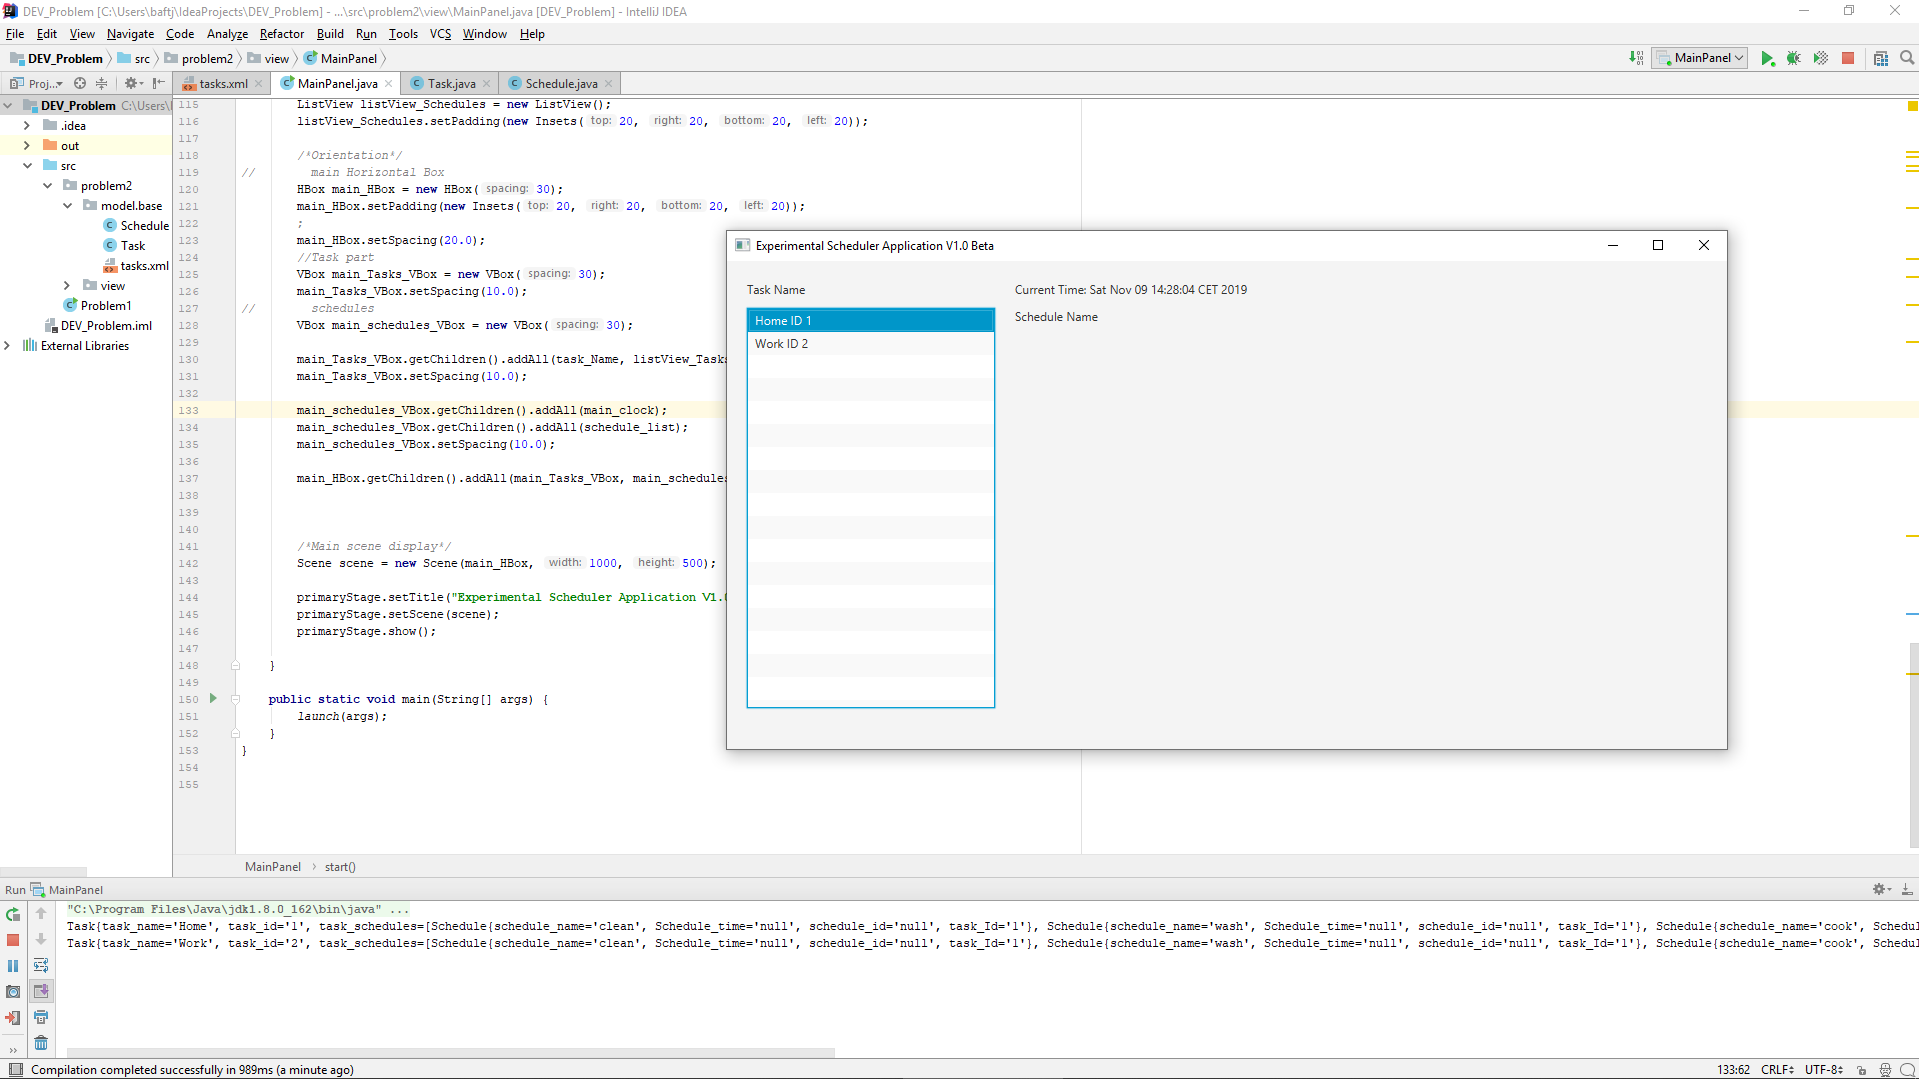 DEV_Problem [C:\Users\baftj\IdeaProjects\DEV_Problem] - ...\src\problem2\view\MainPanel.java [DEV_Problem] - IntelliJ IDEA
File Edit View Navigate Code Analyze Refactor Build Run Tools VCS Window Help
DEV_Problem src problem2 view MainPanel
MainPanel
Proj... tasks.xml MainPanel.java Task.java Schedule.java
DEV_Problem C:\Users\
.idea
out
src
problem2
model.base
Schedule
Task
tasks.xml
view
Problem1
DEV_Problem.iml
External Libraries
115 ListView listView_Schedules = new ListView();
116 listView_Schedules.setPadding(new Insets( top: 20, right: 20, bottom: 20, left: 20));
117
118 /*Orientation*/
119 // main Horizontal Box
120 HBox main_HBox = new HBox( spacing: 30);
121 main_HBox.setPadding(new Insets( top: 20, right: 20, bottom: 20, left: 20));
122 ;
123 main_HBox.setSpacing(20.0);
124 //Task part
125 VBox main_Tasks_VBox = new VBox( spacing: 30);
126 main_Tasks_VBox.setSpacing(10.0);
127 // schedules
128 VBox main_schedules_VBox = new VBox( spacing: 30);
129
130 main_Tasks_VBox.getChildren().addAll(task_Name, listView_Tasks
131 main_Tasks_VBox.setSpacing(10.0);
132
133 main_schedules_VBox.getChildren().addAll(main_clock);
134 main_schedules_VBox.getChildren().addAll(schedule_list);
135 main_schedules_VBox.setSpacing(10.0);
136
137 main_HBox.getChildren().addAll(main_Tasks_VBox, main_schedules
138
139
140
141 /*Main scene display*/
142 Scene scene = new Scene(main_HBox, width: 1000, height: 500);
143
144 primaryStage.setTitle("Experimental Scheduler Application V1.0
145 primaryStage.setScene(scene);
146 primaryStage.show();
147
148 }
149
150 public static void main(String[] args) {
151 launch(args);
152 }
153 }
154
155
Experimental Scheduler Application V1.0 Beta
Task Name
Home ID 1
Work ID 2
Current Time: Sat Nov 09 14:28:04 CET 2019
Schedule Name
MainPanel start()
Run MainPanel
"C:\Program Files\Java\jdk1.8.0_162\bin\java" ...
Task{task_name='Home', task_id='1', task_schedules=[Schedule{schedule_name='clean', Schedule_time='null', schedule_id='null', task_Id='1'}, Schedule{schedule_name='wash', Schedule_time='null', schedule_id='null', task_Id='1'}, Schedule{schedule_name='cook', Schedul
Task{task_name='Work', task_id='2', task_schedules=[Schedule{schedule_name='clean', Schedule_time='null', schedule_id='null', task_Id='1'}, Schedule{schedule_name='wash', Schedule_time='null', schedule_id='null', task_Id='1'}, Schedule{schedule_name='cook', Schedul
Compilation completed successfully in 989ms (a minute ago)
133:62 CRLF UTF-8